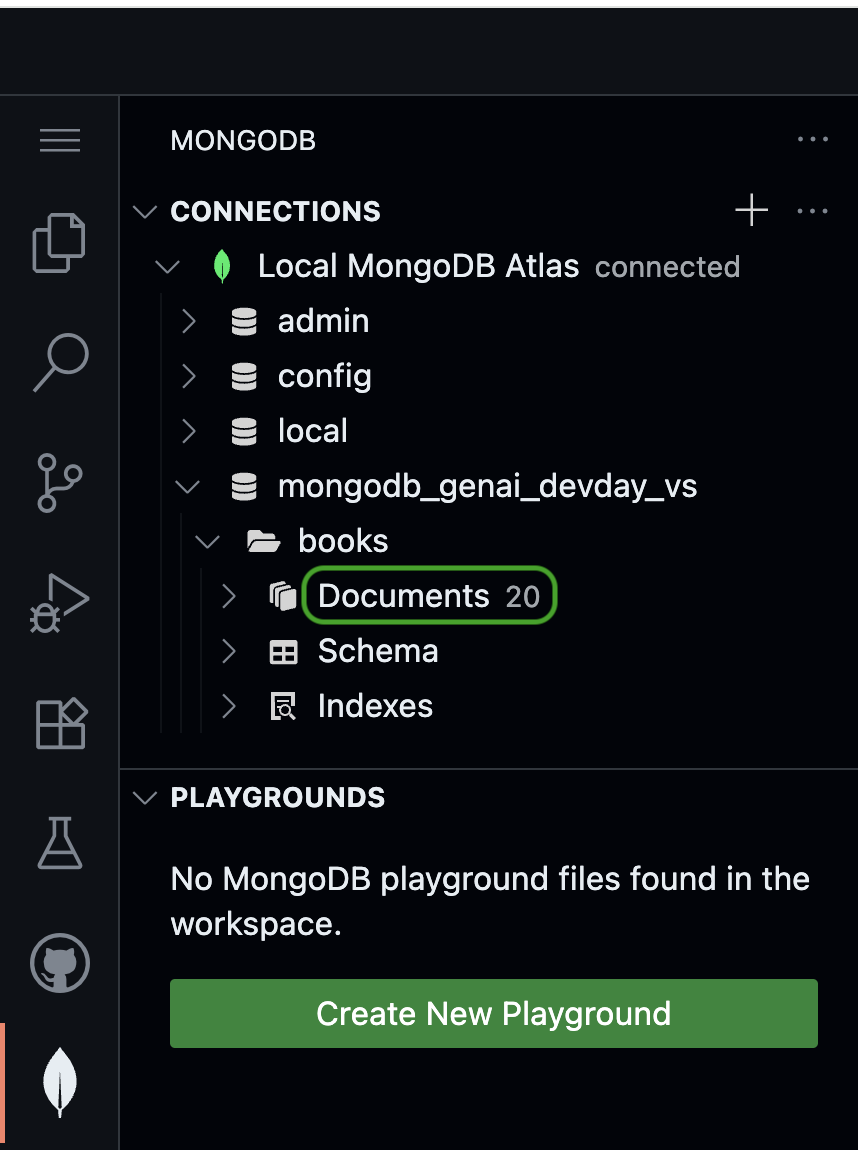 MONGODB
CONNECTIONS
Local MongoDB Atlas connected
admin
config
local
mongodb_genai_devday_vs
books
Documents 20
Schema
Indexes
PLAYGROUNDS
No MongoDB playground files found in the
workspace.
Create New Playground